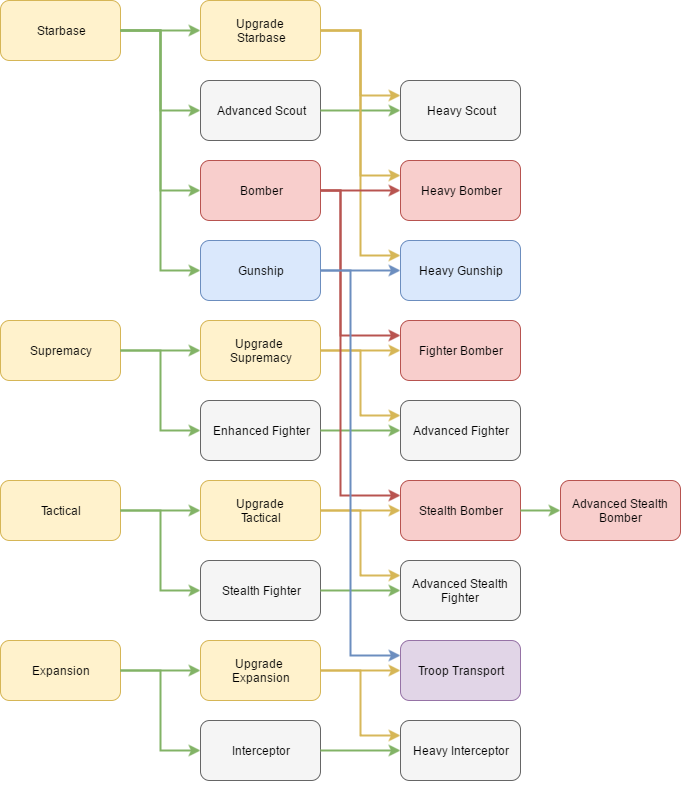 Starbase
Upgrade
Starbase
Advanced Scout
Heavy Scout
Bomber
Heavy Bomber
Gunship
Heavy Gunship
Supremacy
Upgrade
Supremacy
Fighter Bomber
Enhanced Fighter
Advanced Fighter
Tactical
Upgrade
Tactical
Stealth Bomber
Advanced Stealth
Bomber
Stealth Fighter
Advanced Stealth
Fighter
Expansion
Upgrade
Expansion
Troop Transport
Interceptor
Heavy Interceptor